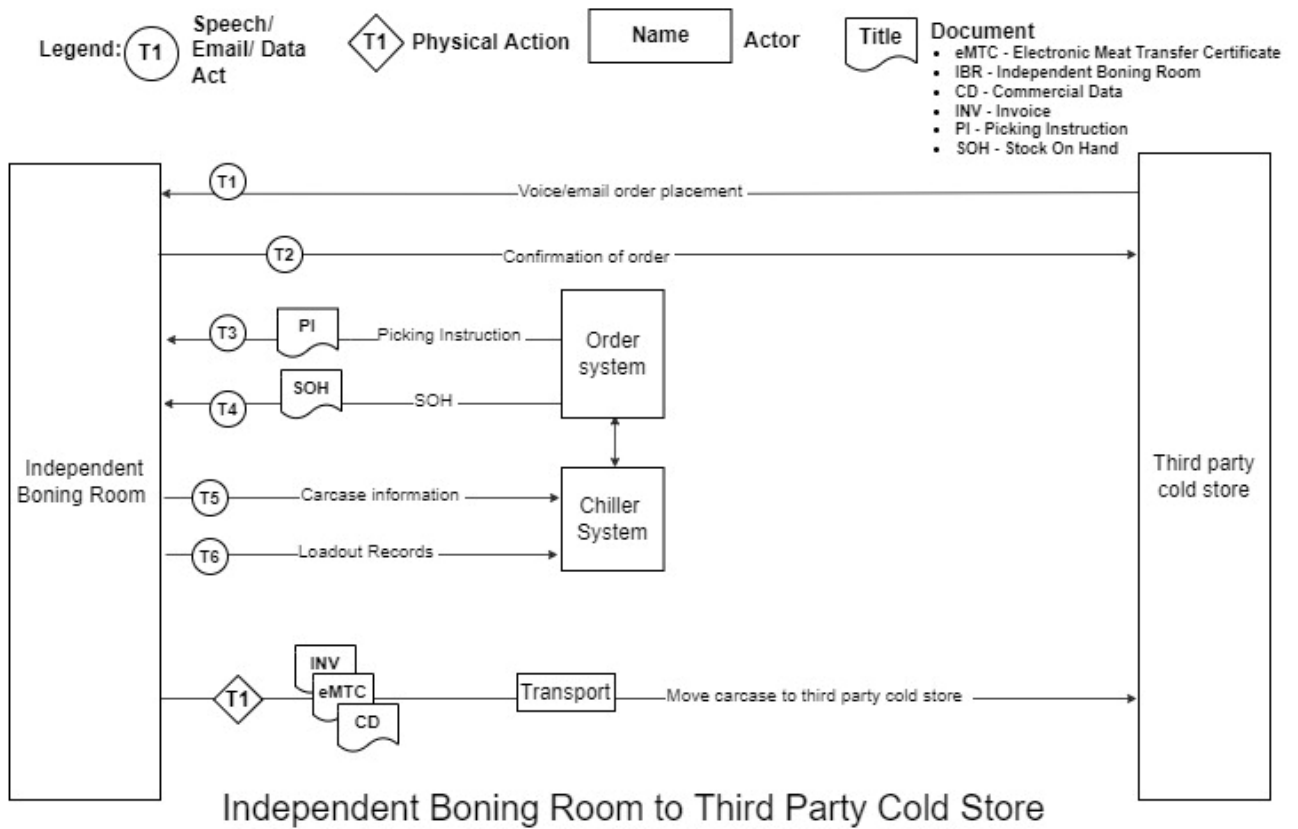 Legend:
T1
Speech/
Email/ Data
Act
T1
Physical Action
Name
Actor
Title
Document
• eMTC - Electronic Meat Transfer Certificate
• IBR - Independent Boning Room
• CD - Commercial Data
• INV - Invoice
• PI - Picking Instruction
• SOH - Stock On Hand
T1
Voice/email order placement
T2
Confirmation of order
T3
PI
Picking Instruction
Order
system
T4
SOH
SOH
Independent
Boning Room
Third party
cold store
T5
Carcase information
Chiller
System
T6
Loadout Records
T1
INV
eMTC
CD
Transport
Move carcase to third party cold store
Independent Boning Room to Third Party Cold Store